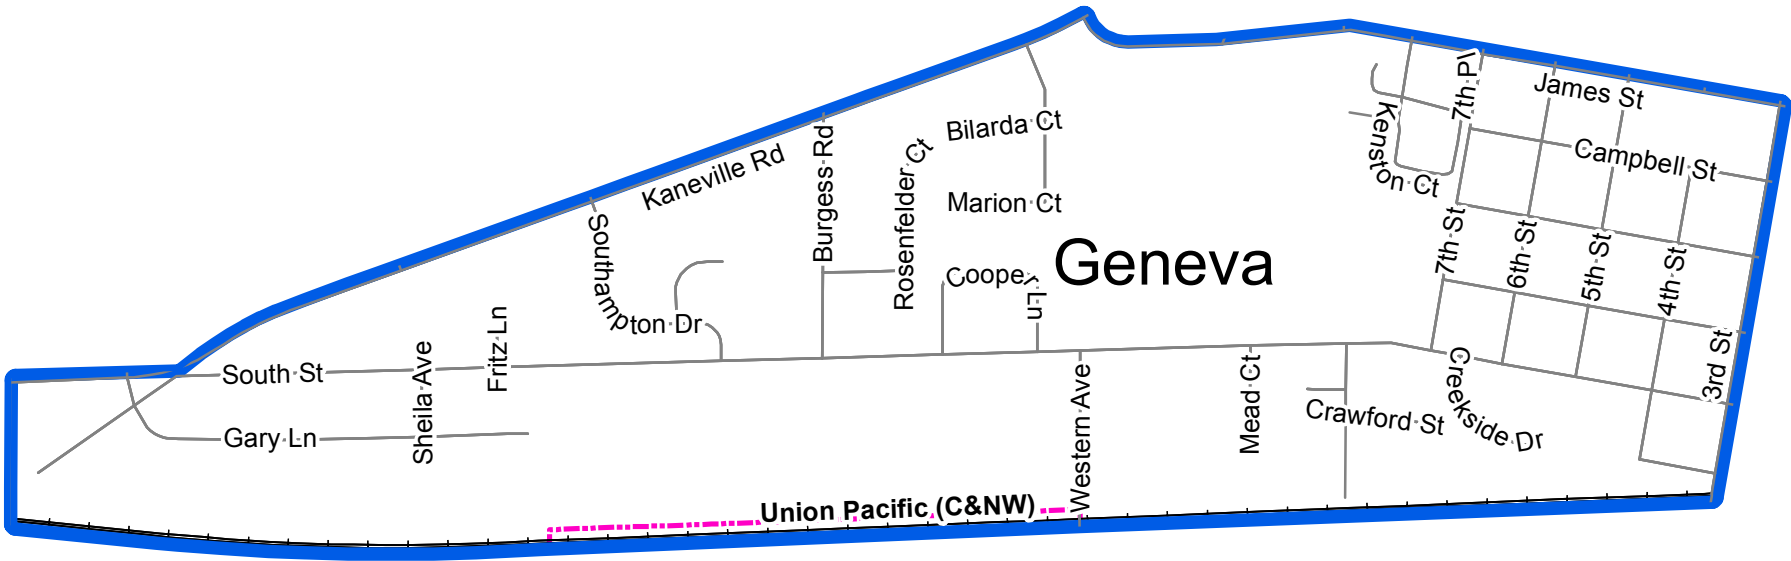 7th Pl
James St
Kenston Ct
Campbell St
Bilarda Ct
Kaneville Rd
Burgess Rd
Rosenfelder Ct
Marion Ct
Southampton Dr
Cooper Ln
Geneva
7th St
6th St
5th St
4th St
3rd St
Fritz Ln
South St
Sheila Ave
Gary Ln
Western Ave
Mead Ct
Crawford St
Creekside Dr
Union Pacific (C&NW)